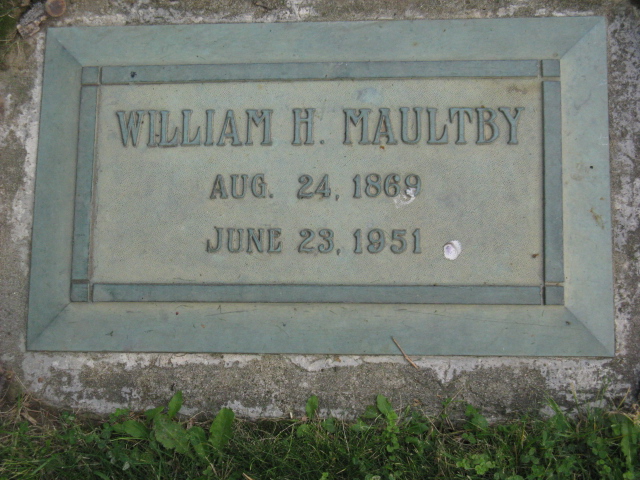 WILLIAM H. MAULTBY
AUG. 24, 1869
JUNE 23, 1951